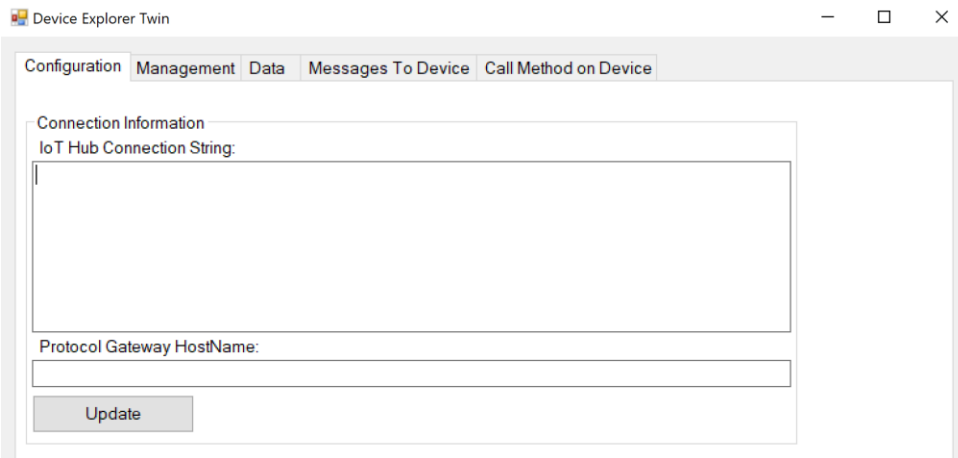 Device Explorer Twin
Configuration Management Data Messages To Device Call Method on Device
Connection Information
IoT Hub Connection String:
Protocol Gateway HostName:
Update